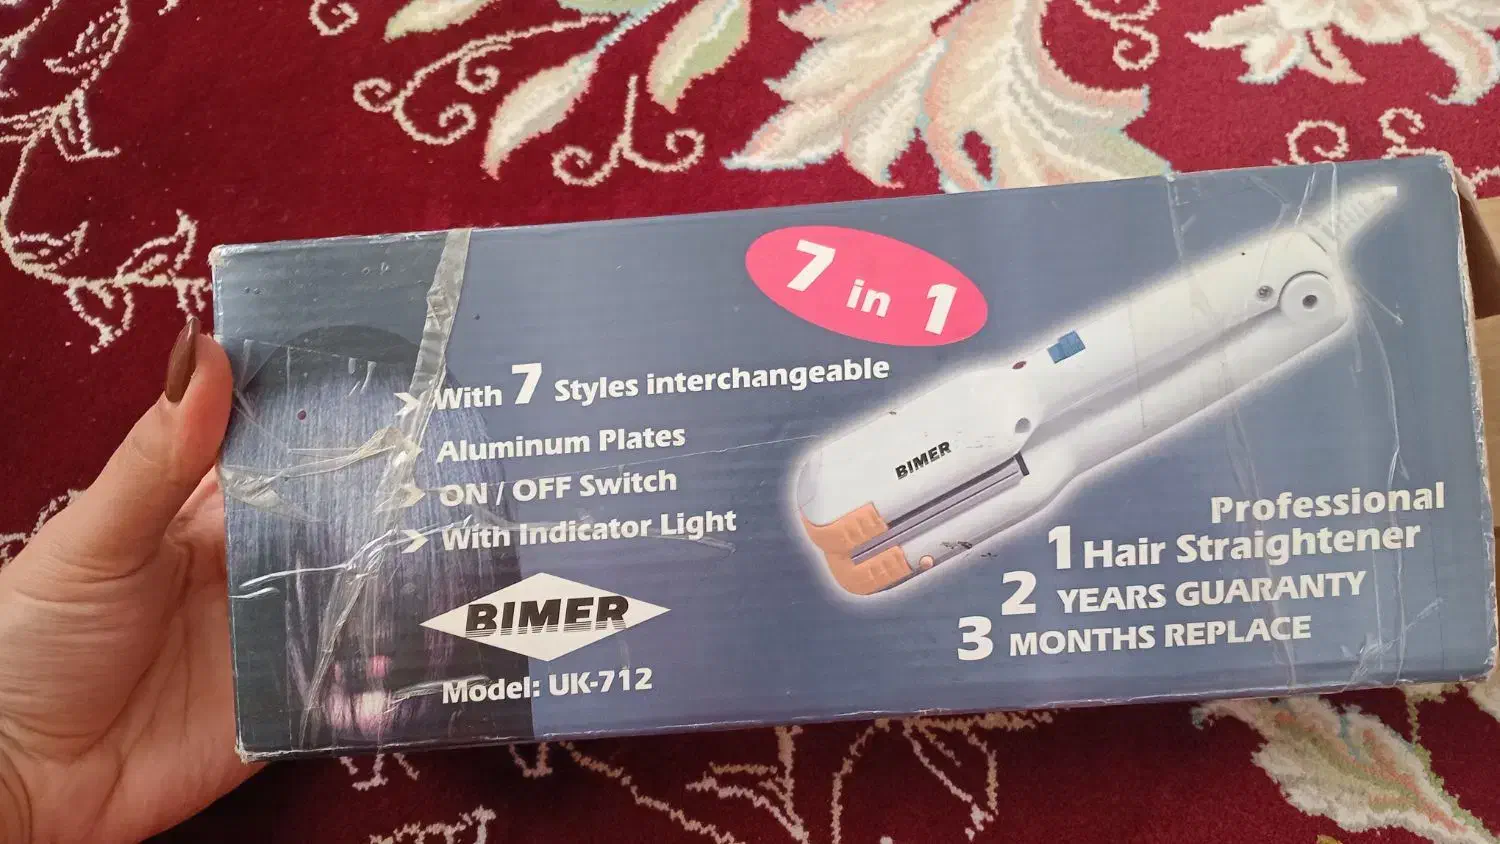 7 in 1
With 7 Styles interchangeable
Aluminum Plates
ON / OFF Switch
With Indicator Light
BIMER
Model: UK-712
BIMER
Professional
1 Hair Straightener
2 YEARS GUARANTY
3 MONTHS REPLACE